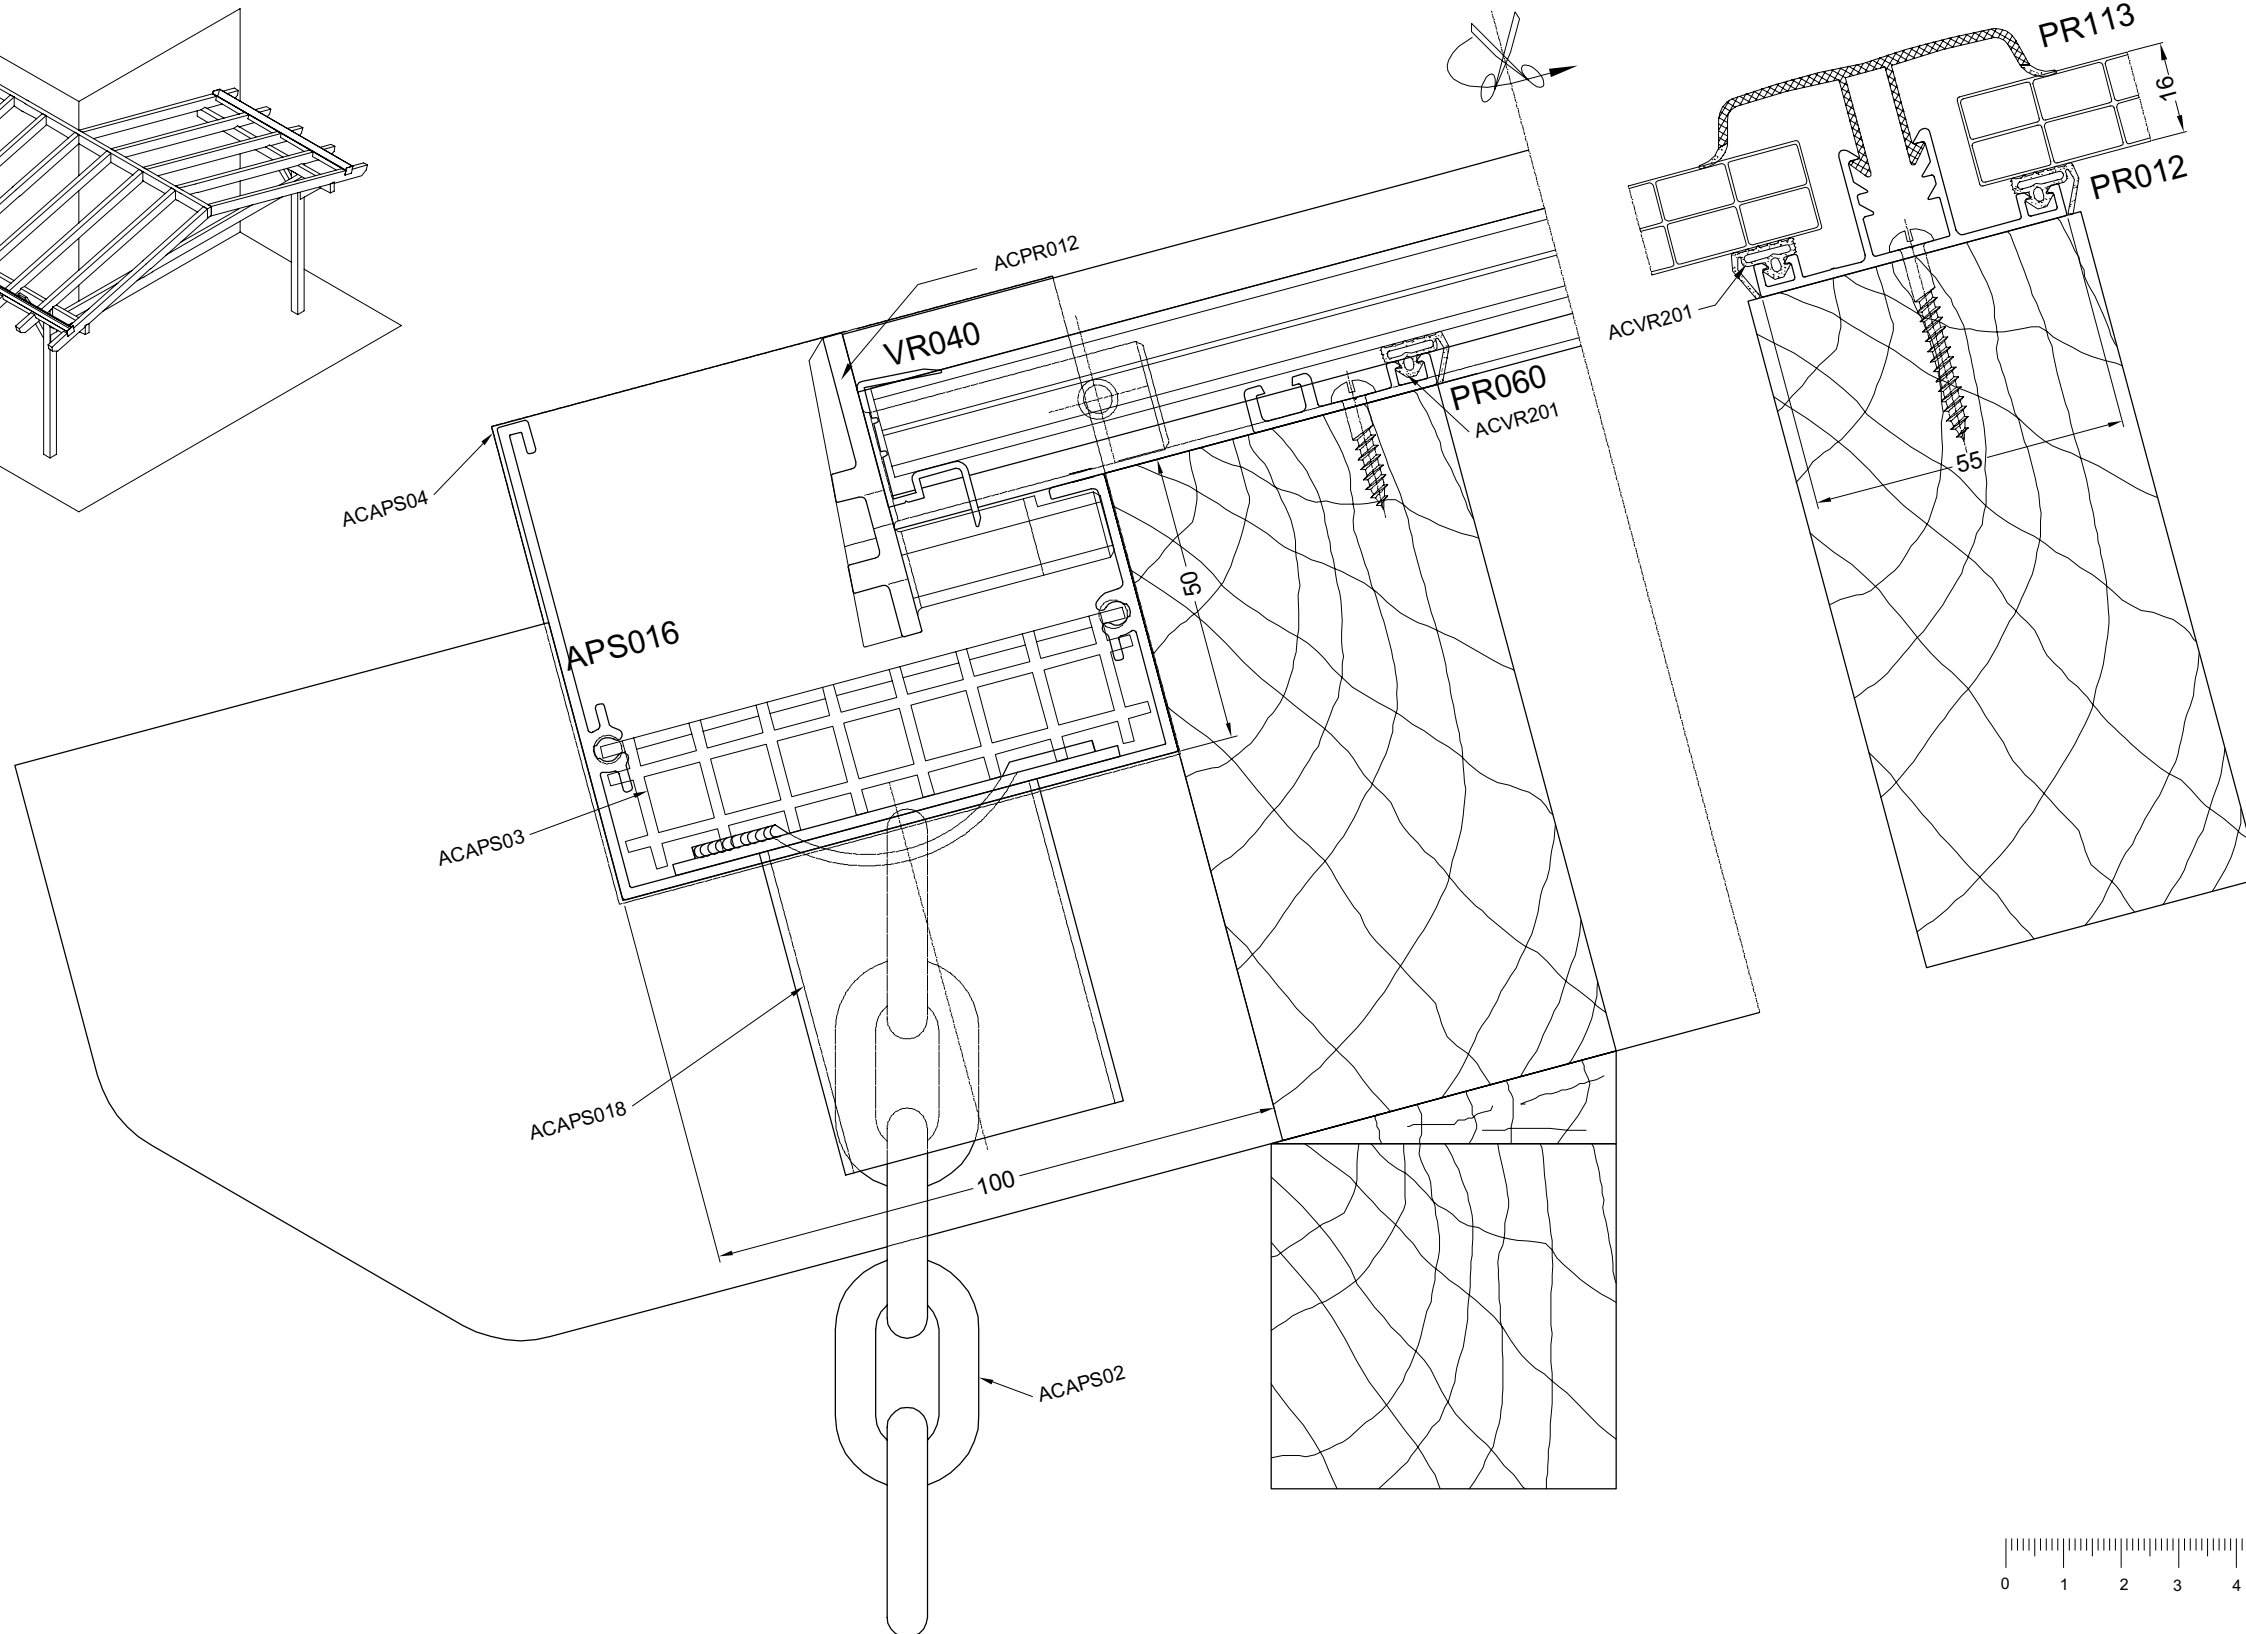 PR113
16
PR012
ACPR012
VR040
ACVR201
PR060
ACVR201
ACAPS04
55
50
APS016
ACAPS03
ACAPS018
100
ACAPS02
0 1 2 3 4